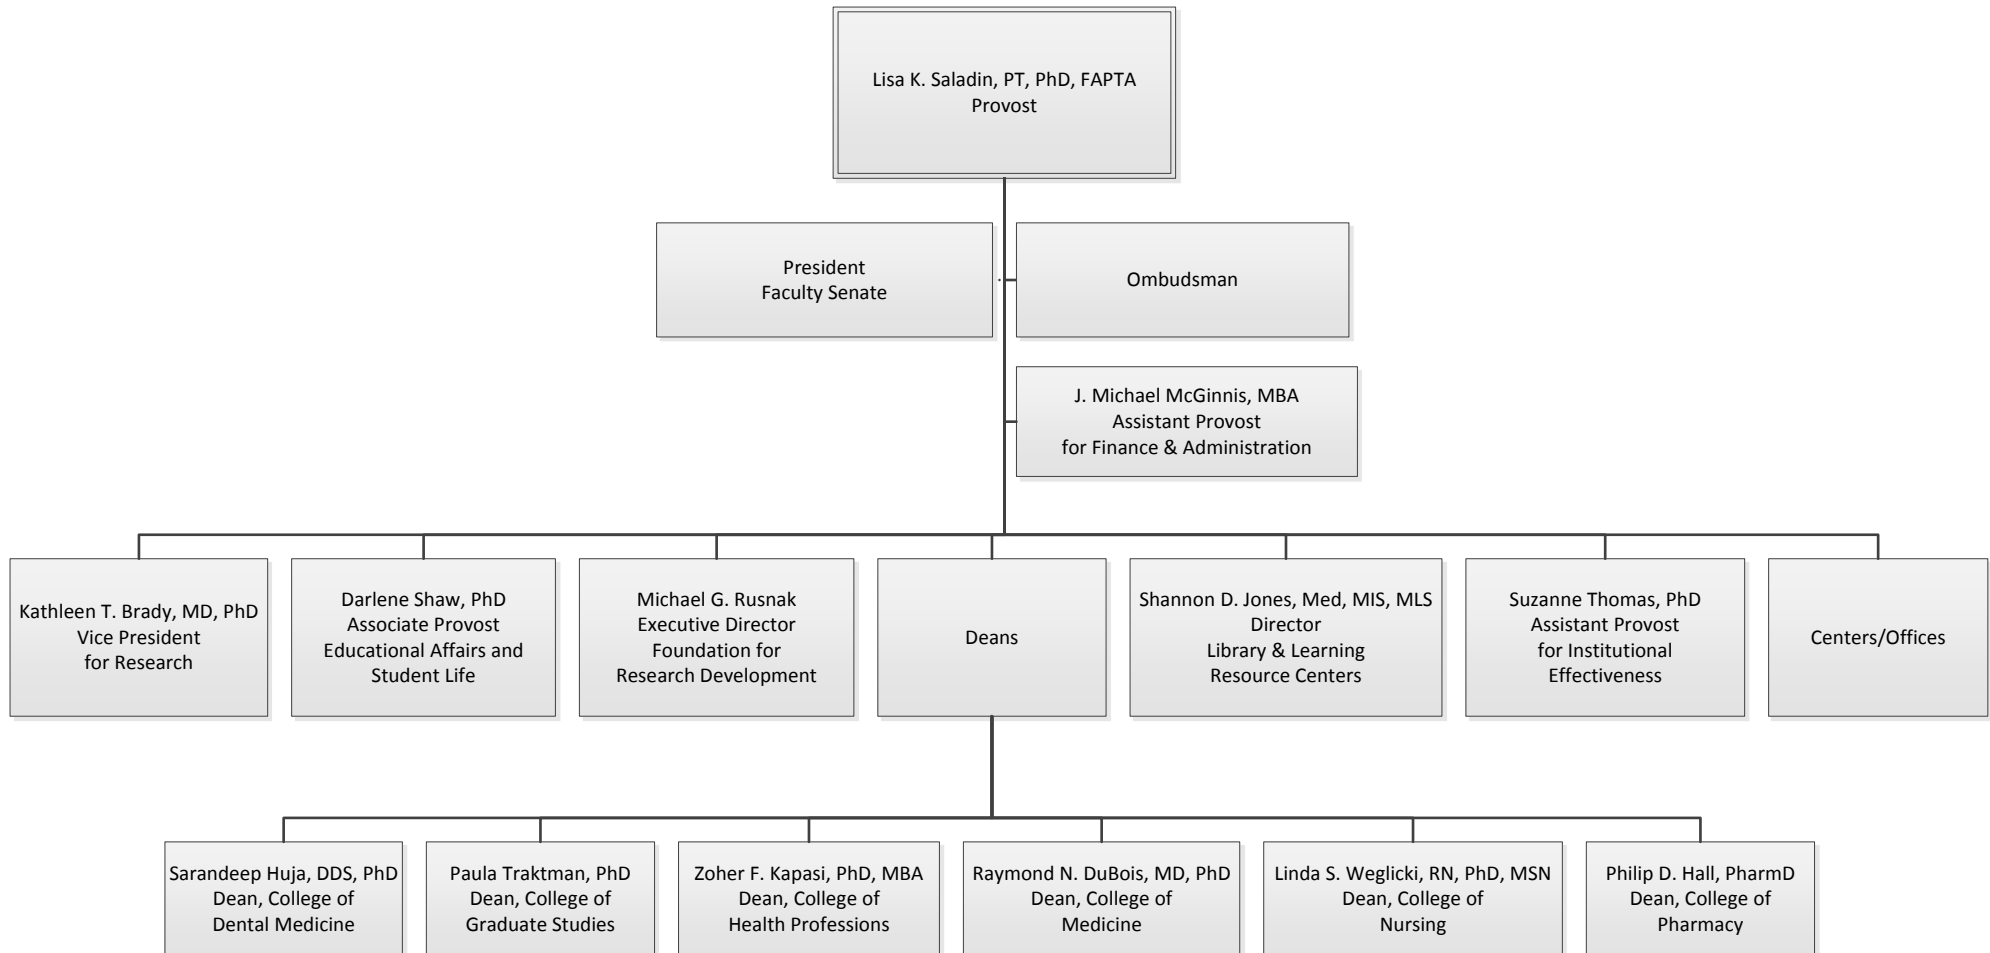 Lisa K. Saladin, PT, PhD, FAPTA
Provost
President
Faculty Senate
Ombudsman
J. Michael McGinnis, MBA
Assistant Provost
for Finance & Administration
Kathleen T. Brady, MD, PhD
Vice President
for Research
Darlene Shaw, PhD
Associate Provost
Educational Affairs and
Student Life
Michael G. Rusnak
Executive Director
Foundation for
Research Development
Deans
Shannon D. Jones, Med, MIS, MLS
Director
Library & Learning
Resource Centers
Suzanne Thomas, PhD
Assistant Provost
for Institutional
Effectiveness
Centers/Offices
Sarandeep Huja, DDS, PhD
Dean, College of
Dental Medicine
Paula Traktman, PhD
Dean, College of
Graduate Studies
Zoher F. Kapasi, PhD, MBA
Dean, College of
Health Professions
Raymond N. DuBois, MD, PhD
Dean, College of
Medicine
Linda S. Weglicki, RN, PhD, MSN
Dean, College of
Nursing
Philip D. Hall, PharmD
Dean, College of
Pharmacy